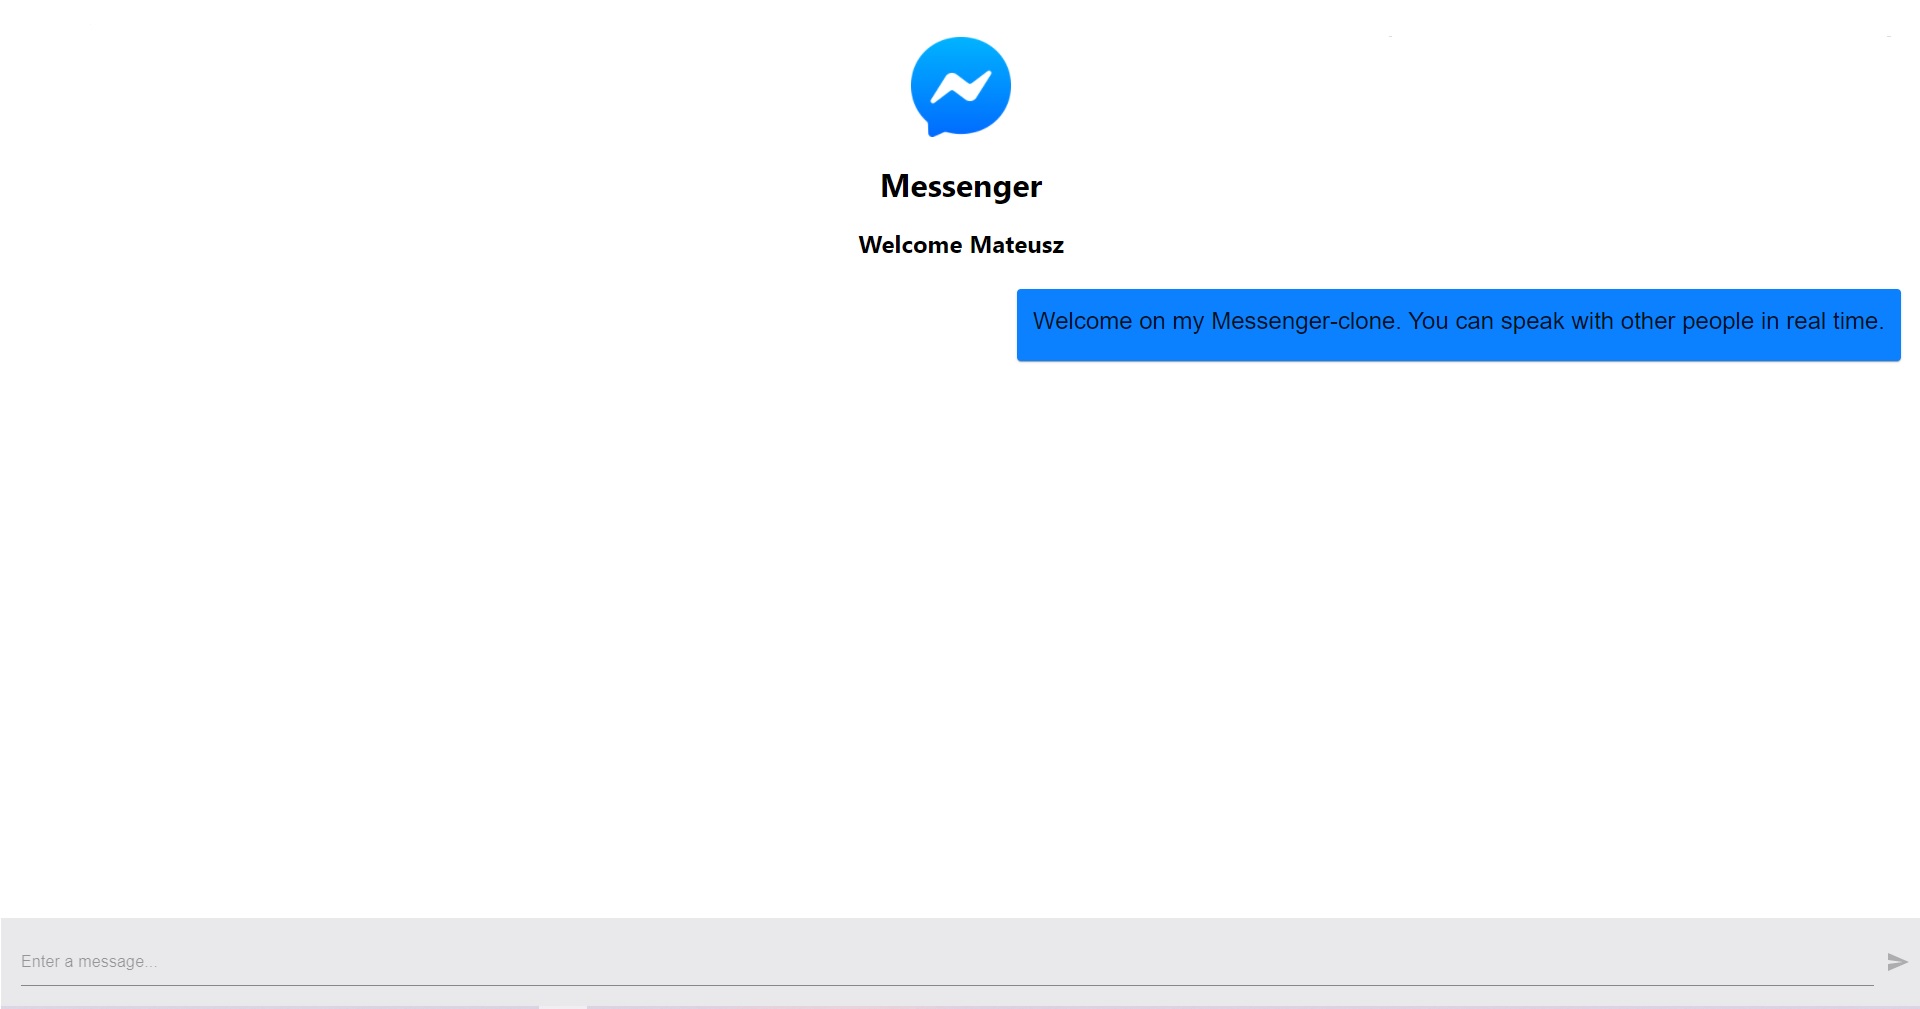 Messenger
Welcome Mateusz
Welcome on my Messenger-clone. You can speak with other people in real time.
Enter a message...